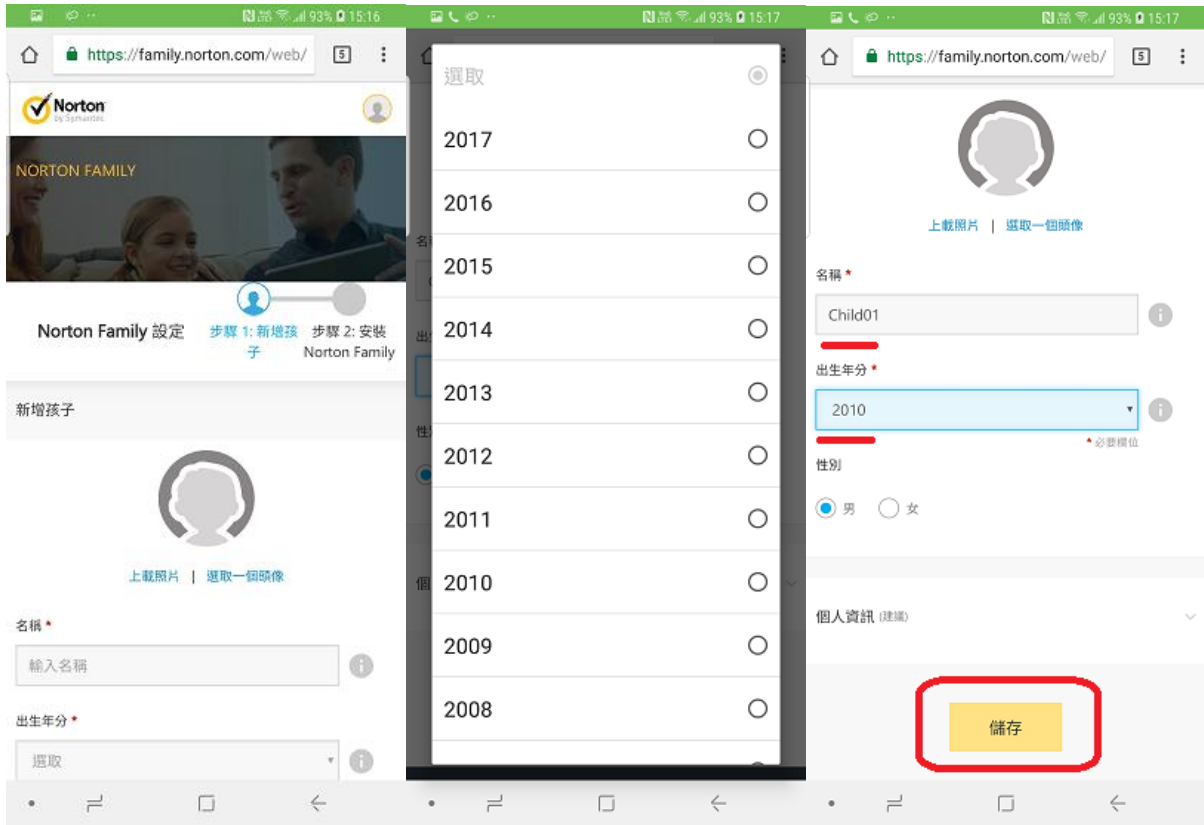 93% 15:16
https://family.norton.com/web/
5
Norton
by Symantec
NORTON FAMILY
Norton Family 設定
步驟 1: 新增孩
子
步驟 2: 安裝
Norton Family
新增孩子
上載照片 | 選取一個頭像
名稱 *
輸入名稱
出生年分 *
選取
93% 15:17
選取
2017
2016
2015
2014
2013
2012
2011
2010
2009
2008
名
出
性
個
93% 15:17
https://family.norton.com/web/
5
上載照片 | 選取一個頭像
名稱 *
Child01
出生年分 *
2010
* 必要欄位
性別
男 女
個人資訊 (建議)
儲存